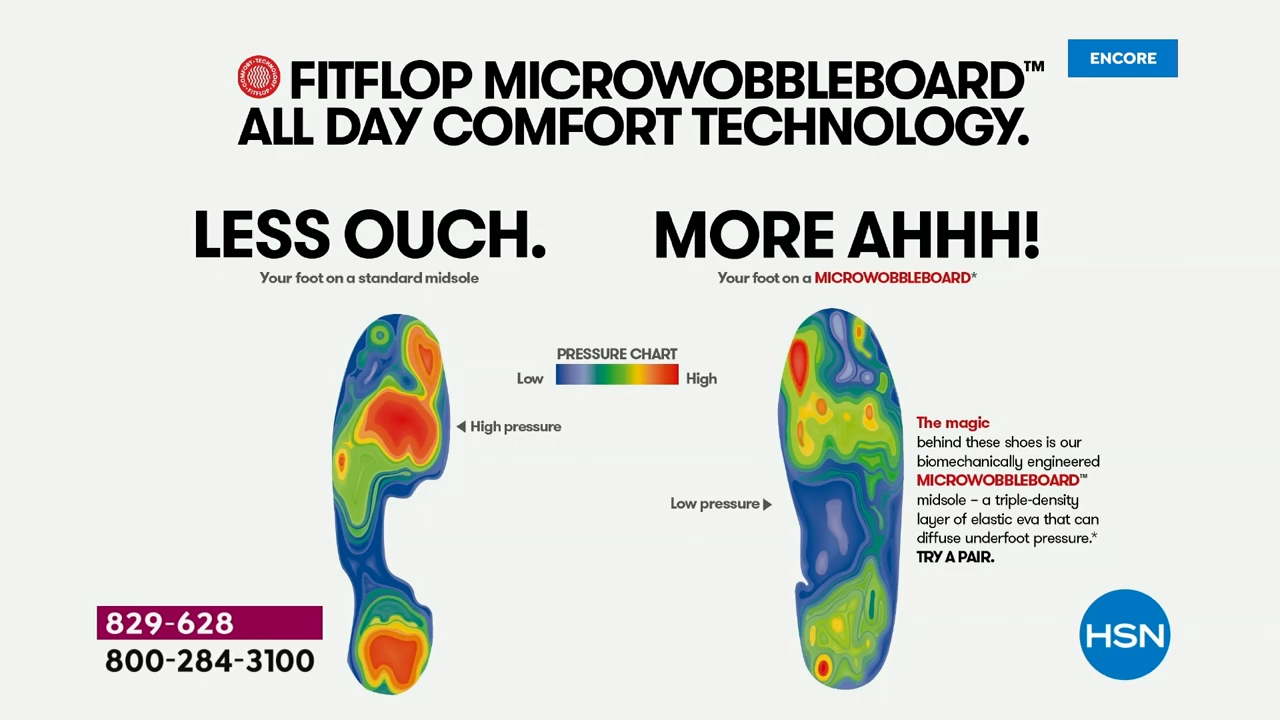 ENCORE
FITFLOP MICROWOBBLEBOARD™
ALL DAY COMFORT TECHNOLOGY.
LESS OUCH.
Your foot on a standard midsole
MORE AHHH!
Your foot on a MICROWOBBLEBOARD*
PRESSURE CHART
Low
High
High pressure
Low pressure
The magic
behind these shoes is our
biomechanically engineered
MICROWOBBLEBOARD™
midsole – a triple-density
layer of elastic eva that can
diffuse underfoot pressure.*
TRY A PAIR.
829-628
800-284-3100
HSN